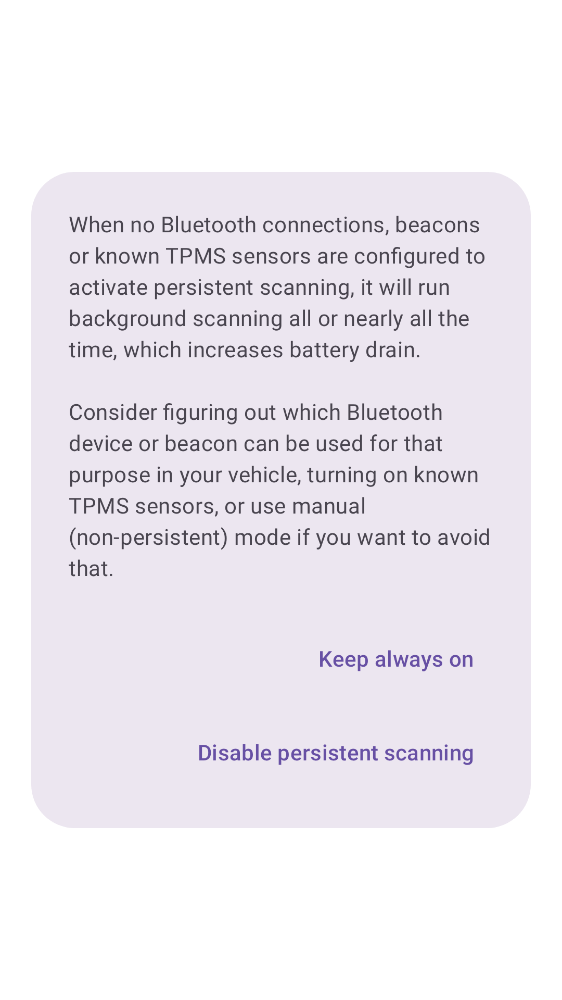 When no Bluetooth connections, beacons
or known TPMS sensors are configured to
activate persistent scanning, it will run
background scanning all or nearly all the
time, which increases battery drain.
Consider figuring out which Bluetooth
device or beacon can be used for that
purpose in your vehicle, turning on known
TPMS sensors, or use manual
(non-persistent) mode if you want to avoid
that.
Keep always on
Disable persistent scanning